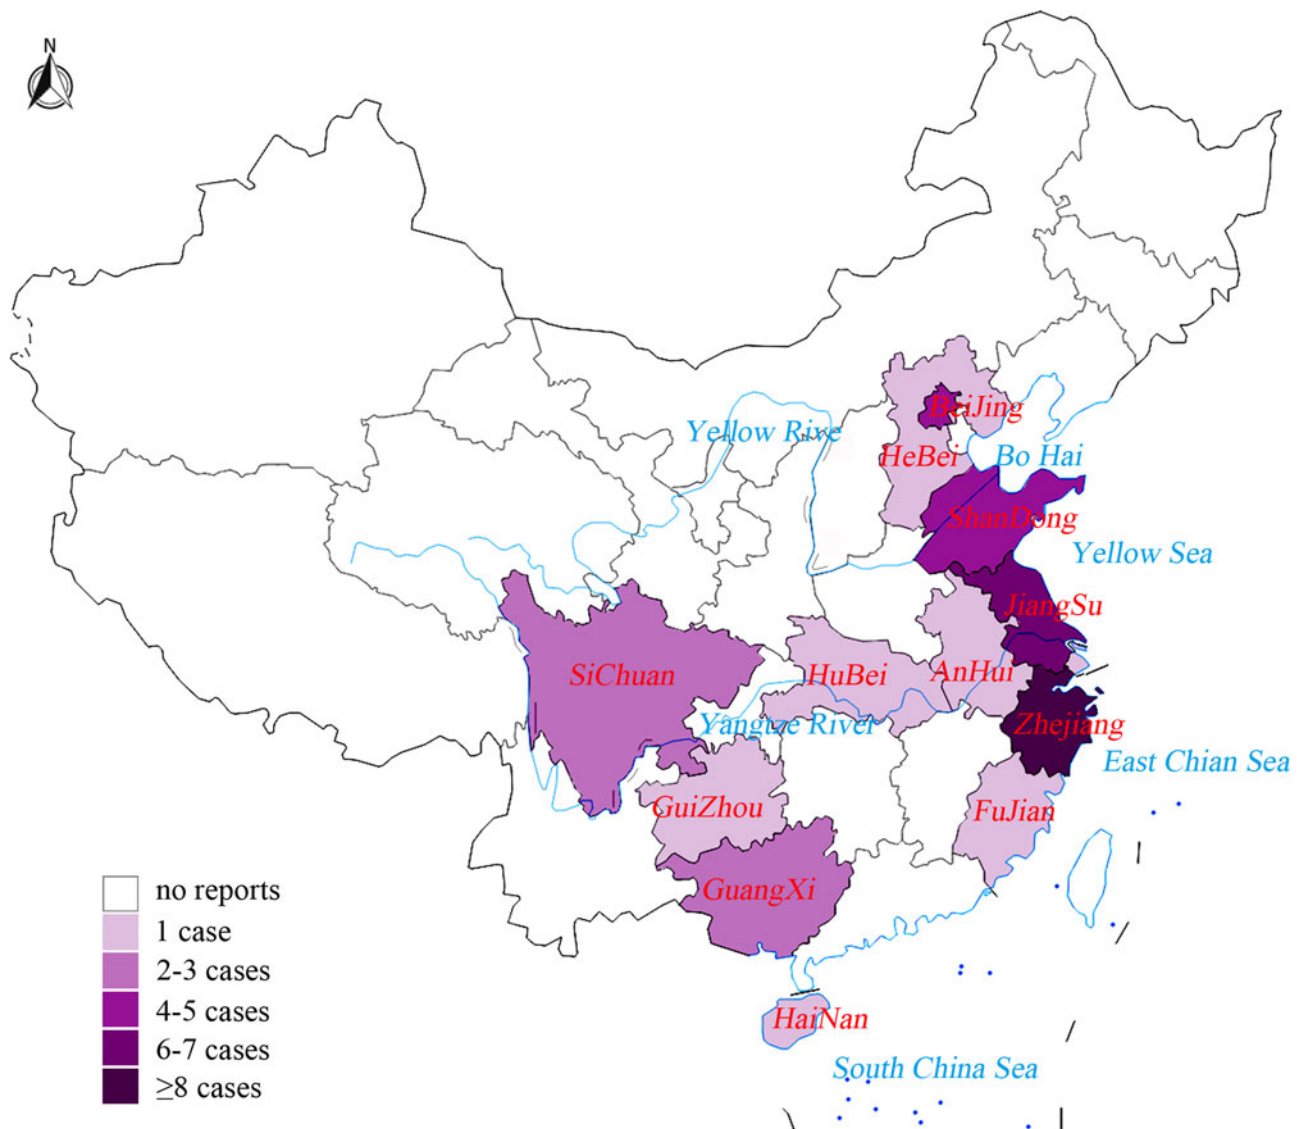 N
BeiJing
Yellow Rive
HeBei
Bo Hai
ShanDong
Yellow Sea
JiangSu
SiChuan
HuBei
AnHui
Yangtze River
Zhejiang
East Chian Sea
GuiZhou
FuJian
GuangXi
no reports
1 case
2-3 cases
4-5 cases
6-7 cases
≥8 cases
HaiNan
South China Sea